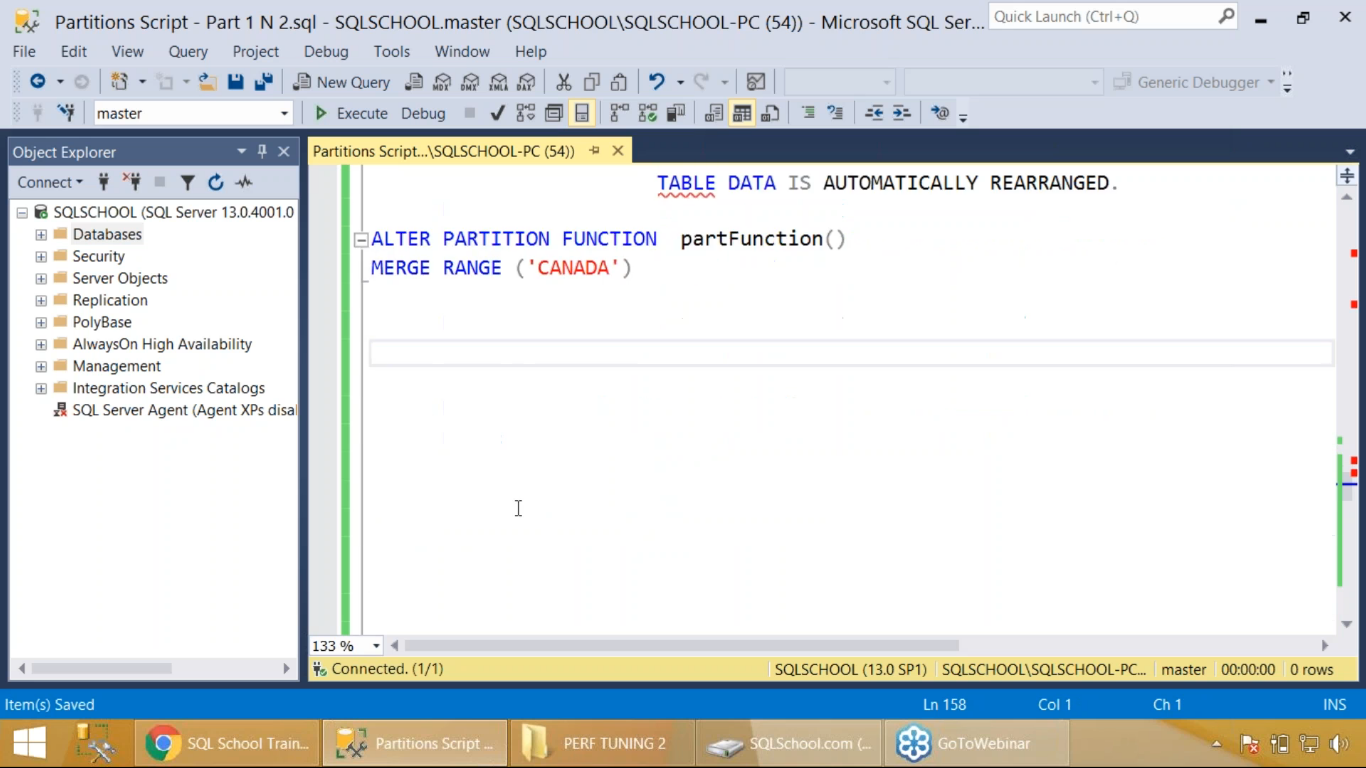 Partitions Script - Part 1 N 2.sql - SQLSCHOOL.master (SQLSCHOOL\SQLSCHOOL-PC (54)) - Microsoft SQL Ser...
Quick Launch (Ctrl+Q)
File Edit View Query Project Debug Tools Window Help
New Query MDX DMX XMLA DAX Generic Debugger
master Execute Debug
Object Explorer
Partitions Script...\SQLSCHOOL-PC (54))
Connect
SQLSCHOOL (SQL Server 13.0.4001.0
Databases
Security
Server Objects
Replication
PolyBase
AlwaysOn High Availability
Management
Integration Services Catalogs
SQL Server Agent (Agent XPs disal
TABLE DATA IS AUTOMATICALLY REARRANGED.
ALTER PARTITION FUNCTION partFunction()
MERGE RANGE ('CANADA')
133 %
Connected. (1/1)
SQLSCHOOL (13.0 SP1) SQLSCHOOL\SQLSCHOOL-PC... master 00:00:00 0 rows
Item(s) Saved Ln 158 Col 1 Ch 1 INS
SQL School Train... Partitions Script ... PERF TUNING 2 SQLSchool.com (... GoToWebinar